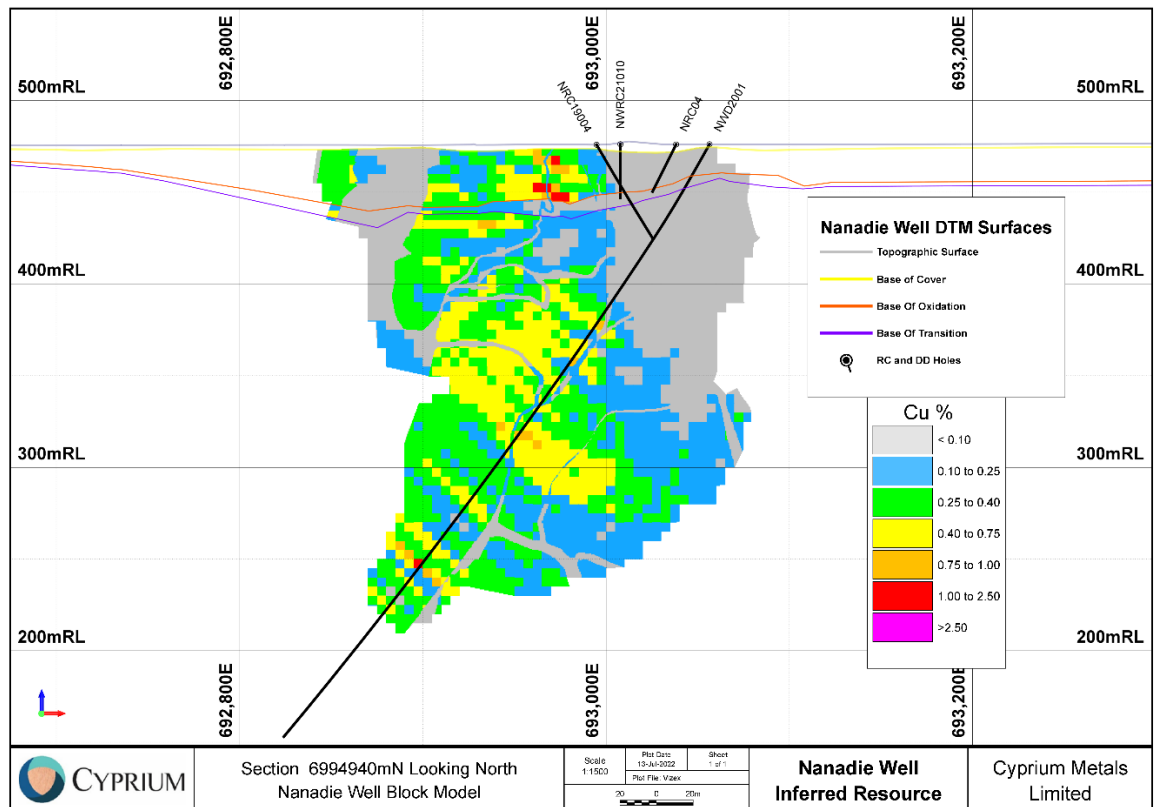 692,800E
693,000E
693,200E
500mRL
500mRL
NRC19004
NWRC21010
NRC04
NWD2001
Nanadie Well DTM Surfaces
Topographic Surface
Base of Cover
Base Of Oxidation
Base Of Transition
RC and DD Holes
400mRL
400mRL
Cu %
< 0.10
0.10 to 0.25
0.25 to 0.40
0.40 to 0.75
0.75 to 1.00
1.00 to 2.50
>2.50
300mRL
300mRL
200mRL
200mRL
692,800E
693,000E
693,200E
CYPRIUM
Section 6994940mN Looking North
Nanadie Well Block Model
Scale
1:1500
Plot Date
13-Jul-2022
Sheet
1 of 1
Plot File: Vizex
20 0 20m
Nanadie Well
Inferred Resource
Cyprium Metals
Limited